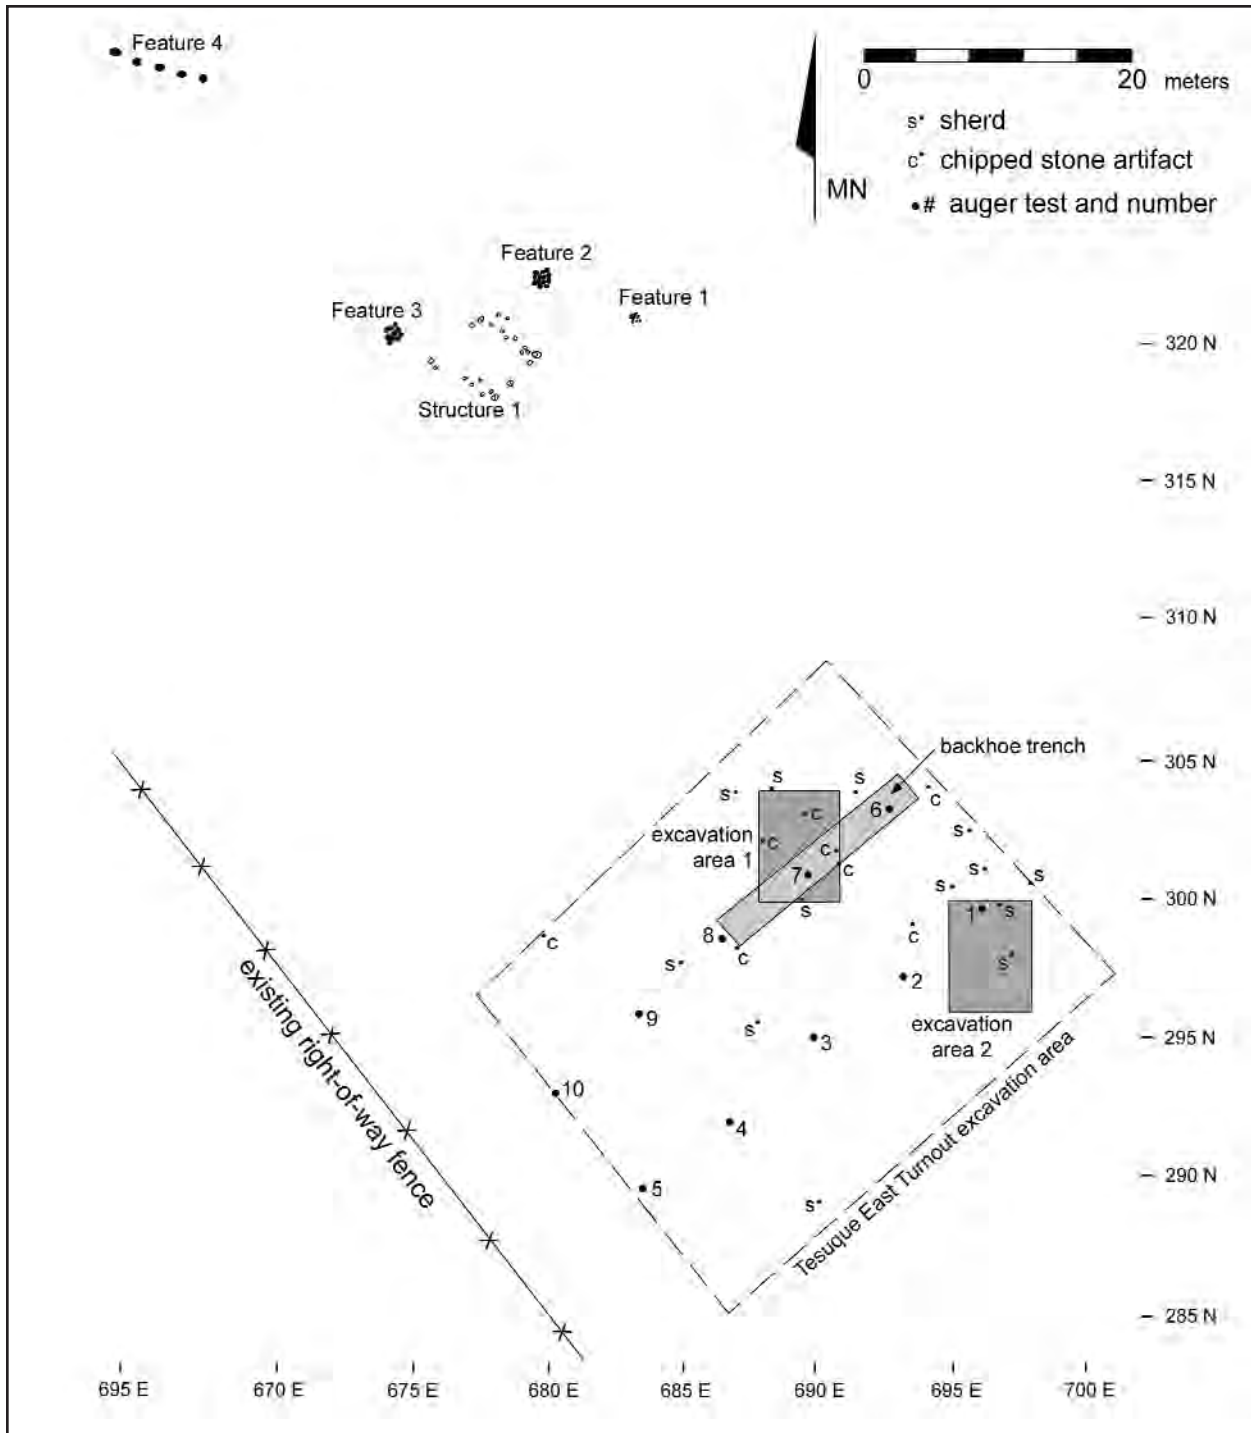 Feature 4
0
20
meters
s sherd
c chipped stone artifact
# auger test and number
MN
Feature 2
Feature 1
Feature 3
320 N
Structure 1
315 N
310 N
305 N
backhoe trench
s
s
s
c
c
6
s
excavation
area 1
c
c
c
7
s
s
s
300 N
s
1
s
c
8
c
c
s
s
2
9
s
3
excavation
area 2
295 N
10
4
existing right-of-way fence
Tesuque East Turnout excavation area
5
s
290 N
285 N
695 E
670 E
675 E
680 E
685 E
690 E
695 E
700 E